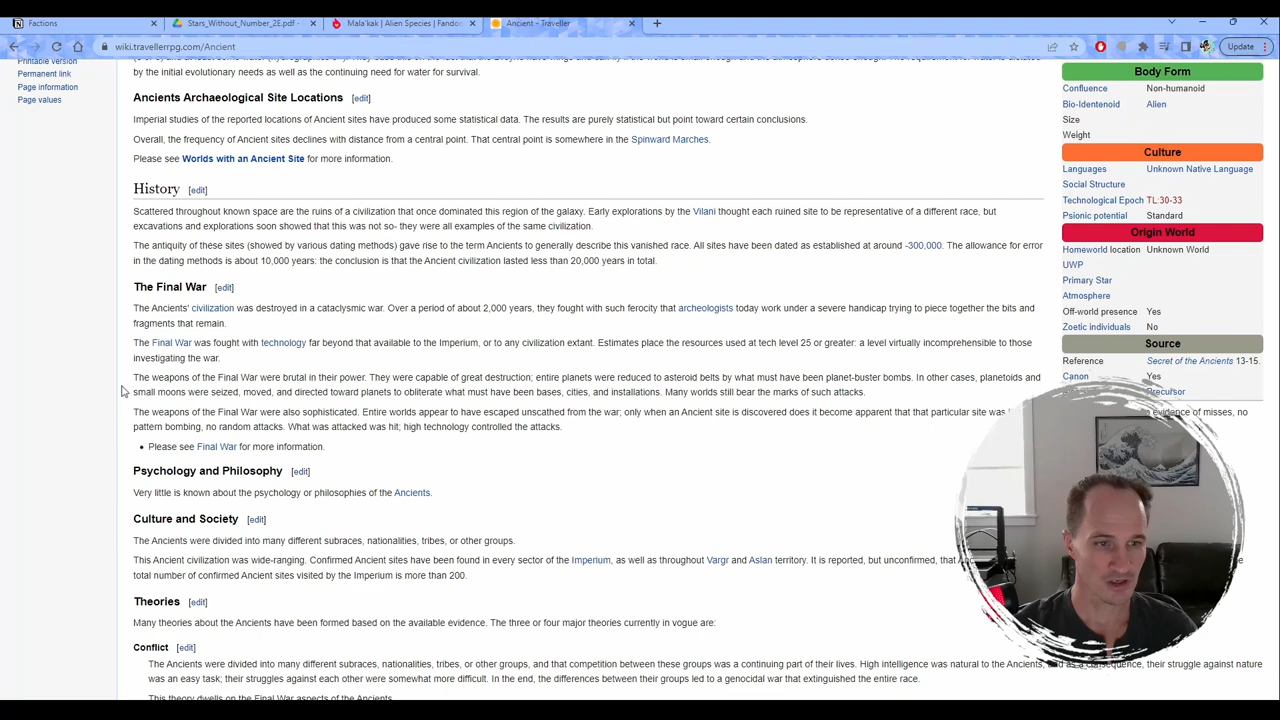 Factions
Stars_Without_Number_2E.pdf -
Mala'kak | Alien Species | Fandom
Ancient - Traveller
wiki.travellerrpg.com/Ancient
Update
Printable version
Permanent link
Page information
Page values
by the initial evolutionary needs as well as the continuing need for water for survival.
Ancients Archaeological Site Locations [edit]
Imperial studies of the reported locations of Ancient sites have produced some statistical data. The results are purely statistical but point toward certain conclusions.
Overall, the frequency of Ancient sites declines with distance from a central point. That central point is somewhere in the Spinward Marches.
Please see Worlds with an Ancient Site for more information.
History [edit]
Scattered throughout known space are the ruins of a civilization that once dominated this region of the galaxy. Early explorations by the Vilani thought each ruined site to be representative of a different race, but
excavations and explorations soon showed that this was not so- they were all examples of the same civilization.
The antiquity of these sites (showed by various dating methods) gave rise to the term Ancients to generally describe this vanished race. All sites have been dated as established at around -300,000. The allowance for error
in the dating methods is about 10,000 years: the conclusion is that the Ancient civilization lasted less than 20,000 years in total.
The Final War [edit]
The Ancients' civilization was destroyed in a cataclysmic war. Over a period of about 2,000 years, they fought with such ferocity that archeologists today work under a severe handicap trying to piece together the bits and
fragments that remain.
The Final War was fought with technology far beyond that available to the Imperium, or to any civilization extant. Estimates place the resources used at tech level 25 or greater: a level virtually incomprehensible to those
investigating the war.
The weapons of the Final War were brutal in their power. They were capable of great destruction; entire planets were reduced to asteroid belts by what must have been planet-buster bombs. In other cases, planetoids and
small moons were seized, moved, and directed toward planets to obliterate what must have been bases, cities, and installations. Many worlds still bear the marks of such attacks.
The weapons of the Final War were also sophisticated. Entire worlds appear to have escaped unscathed from the war; only when an Ancient site is discovered does it become apparent that that particular site was evidence of misses, no
pattern bombing, no random attacks. What was attacked was hit; high technology controlled the attacks.
• Please see Final War for more information.
Psychology and Philosophy [edit]
Very little is known about the psychology or philosophies of the Ancients.
Culture and Society [edit]
The Ancients were divided into many different subraces, nationalities, tribes, or other groups.
This Ancient civilization was wide-ranging. Confirmed Ancient sites have been found in every sector of the Imperium, as well as throughout Vargr and Aslan territory. It is reported, but unconfirmed, that
total number of confirmed Ancient sites visited by the Imperium is more than 200.
Theories [edit]
Many theories about the Ancients have been formed based on the available evidence. The three or four major theories currently in vogue are:
Conflict [edit]
The Ancients were divided into many different subraces, nationalities, tribes, or other groups, and that competition between these groups was a continuing part of their lives. High intelligence was natural to the Ancients, and as a consequence, their struggle against nature
was an easy task; their struggles against each other were somewhat more difficult. In the end, the differences between their groups led to a genocidal war that extinguished the entire race.
This theory dwells on the Final War aspects of the Ancients.
Body Form
Confluence Non-humanoid
Bio-Identenoid Alien
Size
Weight
Culture
Languages Unknown Native Language
Social Structure
Technological Epoch TL:30-33
Psionic potential Standard
Origin World
Homeworld location Unknown World
UWP
Primary Star
Atmosphere
Off-world presence Yes
Zoetic individuals No
Source
Reference Secret of the Ancients 13-15.
Canon Yes
Precursor